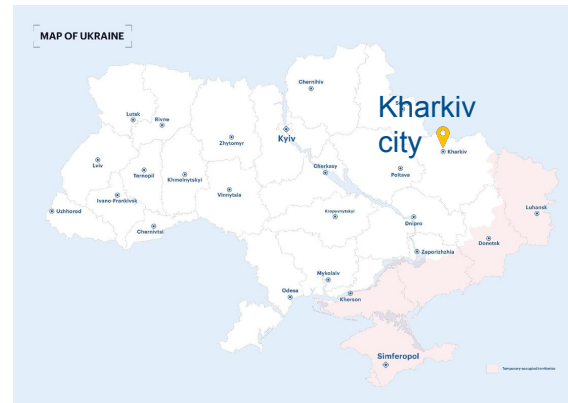 MAP OF UKRAINE
Chernihiv
Kharkiv
city
Lutsk
Rivne
Kyiv
Zhytomyr
Kharkiv
Lviv
Ternopil
Khmelnytskyi
Cherkasy
Poltava
Ivano-Frankivsk
Vinnytsia
Uzhhorod
Chernivtsi
Kropyvnytskyi
Dnipro
Luhansk
Donetsk
Zaporizhzhia
Mykolaiv
Odesa
Kherson
Simferopol
Temporary occupied territories